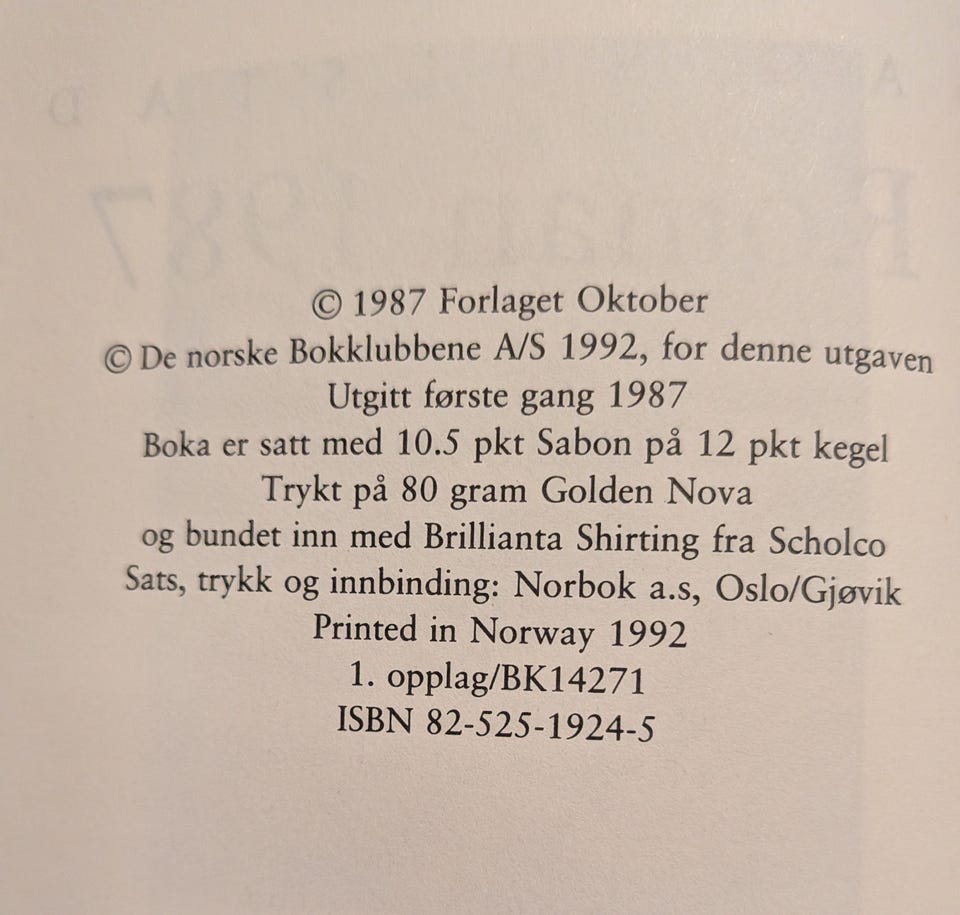 © 1987 Forlaget Oktober
© De norske Bokklubbene A/S 1992, for denne utgaven
Utgitt første gang 1987
Boka er satt med 10.5 pkt Sabon på 12 pkt kegel
Trykt på 80 gram Golden Nova
og bundet inn med Brillianta Shirting fra Scholco
Sats, trykk og innbinding: Norbok a.s, Oslo/Gjøvik
Printed in Norway 1992
1. opplag/BK14271
ISBN 82-525-1924-5